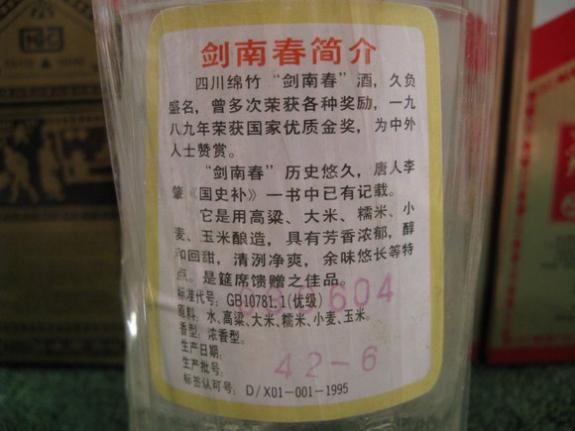 剑南春简介
四川绵竹“剑南春”酒，久负
盛名，曾多次荣获各种奖励，一九
八九年荣获国家优质金奖，为中外
人士赞赏。
“剑南春”历史悠久，唐人李
肇《国史补》一书中已有记载。
它是用高粱、大米、糯米、小
麦、玉米酿造，具有芳香浓郁，醇
和回甜，清洌净爽，余味悠长等特
点。是筵席馈赠之佳品。
标准代号：GB10781.1(优级)
原料：水、高粱、大米、糯米、小麦、玉米。
香型：浓香型。
生产日期：
生产批号：
42-6
标签认可号：D/X01-001-1995